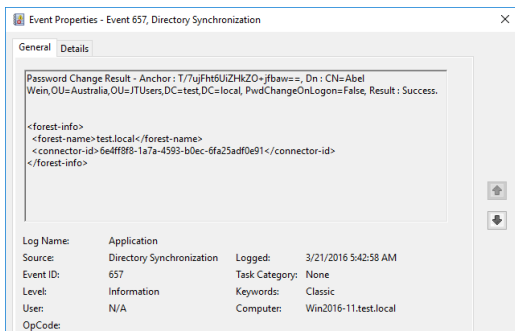 Event Properties - Event 657, Directory Synchronization
General Details
Password Change Result - Anchor : T/7ujFht6UiZHkZO+jfbaw==, Dn : CN=Abel
Wein,OU=Australia,OU=JTUsers,DC=test,DC=local, PwdChangeOnLogon=False, Result : Success.
<forest-info>
<forest-name>test.local</forest-name>
<connector-id>6e4ff8f8-1a7a-4593-b0ec-6fa25adf0e91</connector-id>
</forest-info>
Log Name: Application
Source: Directory Synchronization Logged: 3/21/2016 5:42:58 AM
Event ID: 657 Task Category: None
Level: Information Keywords: Classic
User: N/A Computer: Win2016-11.test.local
OpCode: